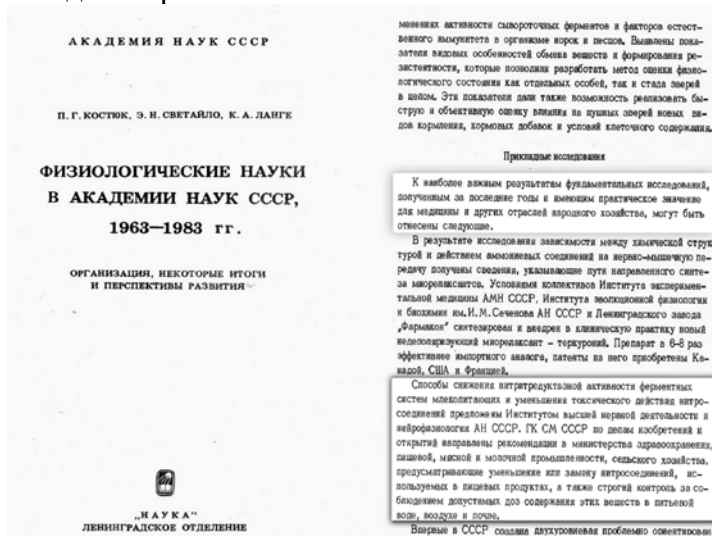 АКАДЕМИЯ НАУК СССР
П. Г. КОСТЮК, Э. Н. СВЕТАЙЛО, К. А. ЛАНГЕ
ФИЗИОЛОГИЧЕСКИЕ НАУКИ
В АКАДЕМИИ НАУК СССР,
1963—1983 гг.
ОРГАНИЗАЦИЯ, НЕКОТОРЫЕ ИТОГИ
И ПЕРСПЕКТИВЫ РАЗВИТИЯ
„НАУКА"
ЛЕНИНГРАДСКОЕ ОТДЕЛЕНИЕ
менениях активности сывороточных ферментов и факторов естест-
венного иммунитета в организме норок и песцов. Выявлены пока-
затели видовых особенностей обмена веществ и формирования ре-
зистентности, которые позволили разработать метод оценки физио-
логического состояния как отдельных особей, так и стада зверей
в целом. Эти показатели дали также возможность реализовать бы-
струю и объективную оценку влияния на пушных зверей новых ви-
дов кормления, кормовых добавок и условий клеточного содержания.
Прикладные исследования
К наиболее важным результатам фундаментальных исследований,
полученным за последние годы и имеющим практическое значение
для медицины и других отраслей народного хозяйства, могут быть
отнесены следующие.
В результате исследования зависимости между химической струк
турой и действием аммониевых соединений на нервно-мышечную пе-
редачу получены сведения, указывающие пути направленного синте-
за миорелаксантов. Усилиями коллективов Института эксперимен-
тальной медицины АМН СССР, Института эволюционной физиологии
и биохимии им. И. М. Сеченова АН СССР и Ленинградского завода
„Фармакон" синтезирован и внедрен в клиническую практику новый
недеполяризующий миорелаксант – теркуроний. Препарат в 6–8 раз
эффективнее импортного аналога, патенты на него приобретены Ка-
надой, США и Францией.
Способы снижения нитритредуктазной активности ферментных
систем млекопитающих и уменьшения токсического действия нитро-
соединений предложены Институтом высшей нервной деятельности и
нейрофизиологии АН СССР. ГК СМ СССР по делам изобретений и
открытий направлены рекомендации в министерства здравоохранения,
пищевой, мясной и молочной промышленности, сельского хозяйства,
предусматривающие уменьшение или замену нитросоединений, ис-
пользуемых в пищевых продуктах, а также строгий контроль за со-
блюдением допустимых доз содержания этих веществ в питьевой
воде, воздухе и почве.
Впервые в СССР создана двухуровневая проблемно ориентирован